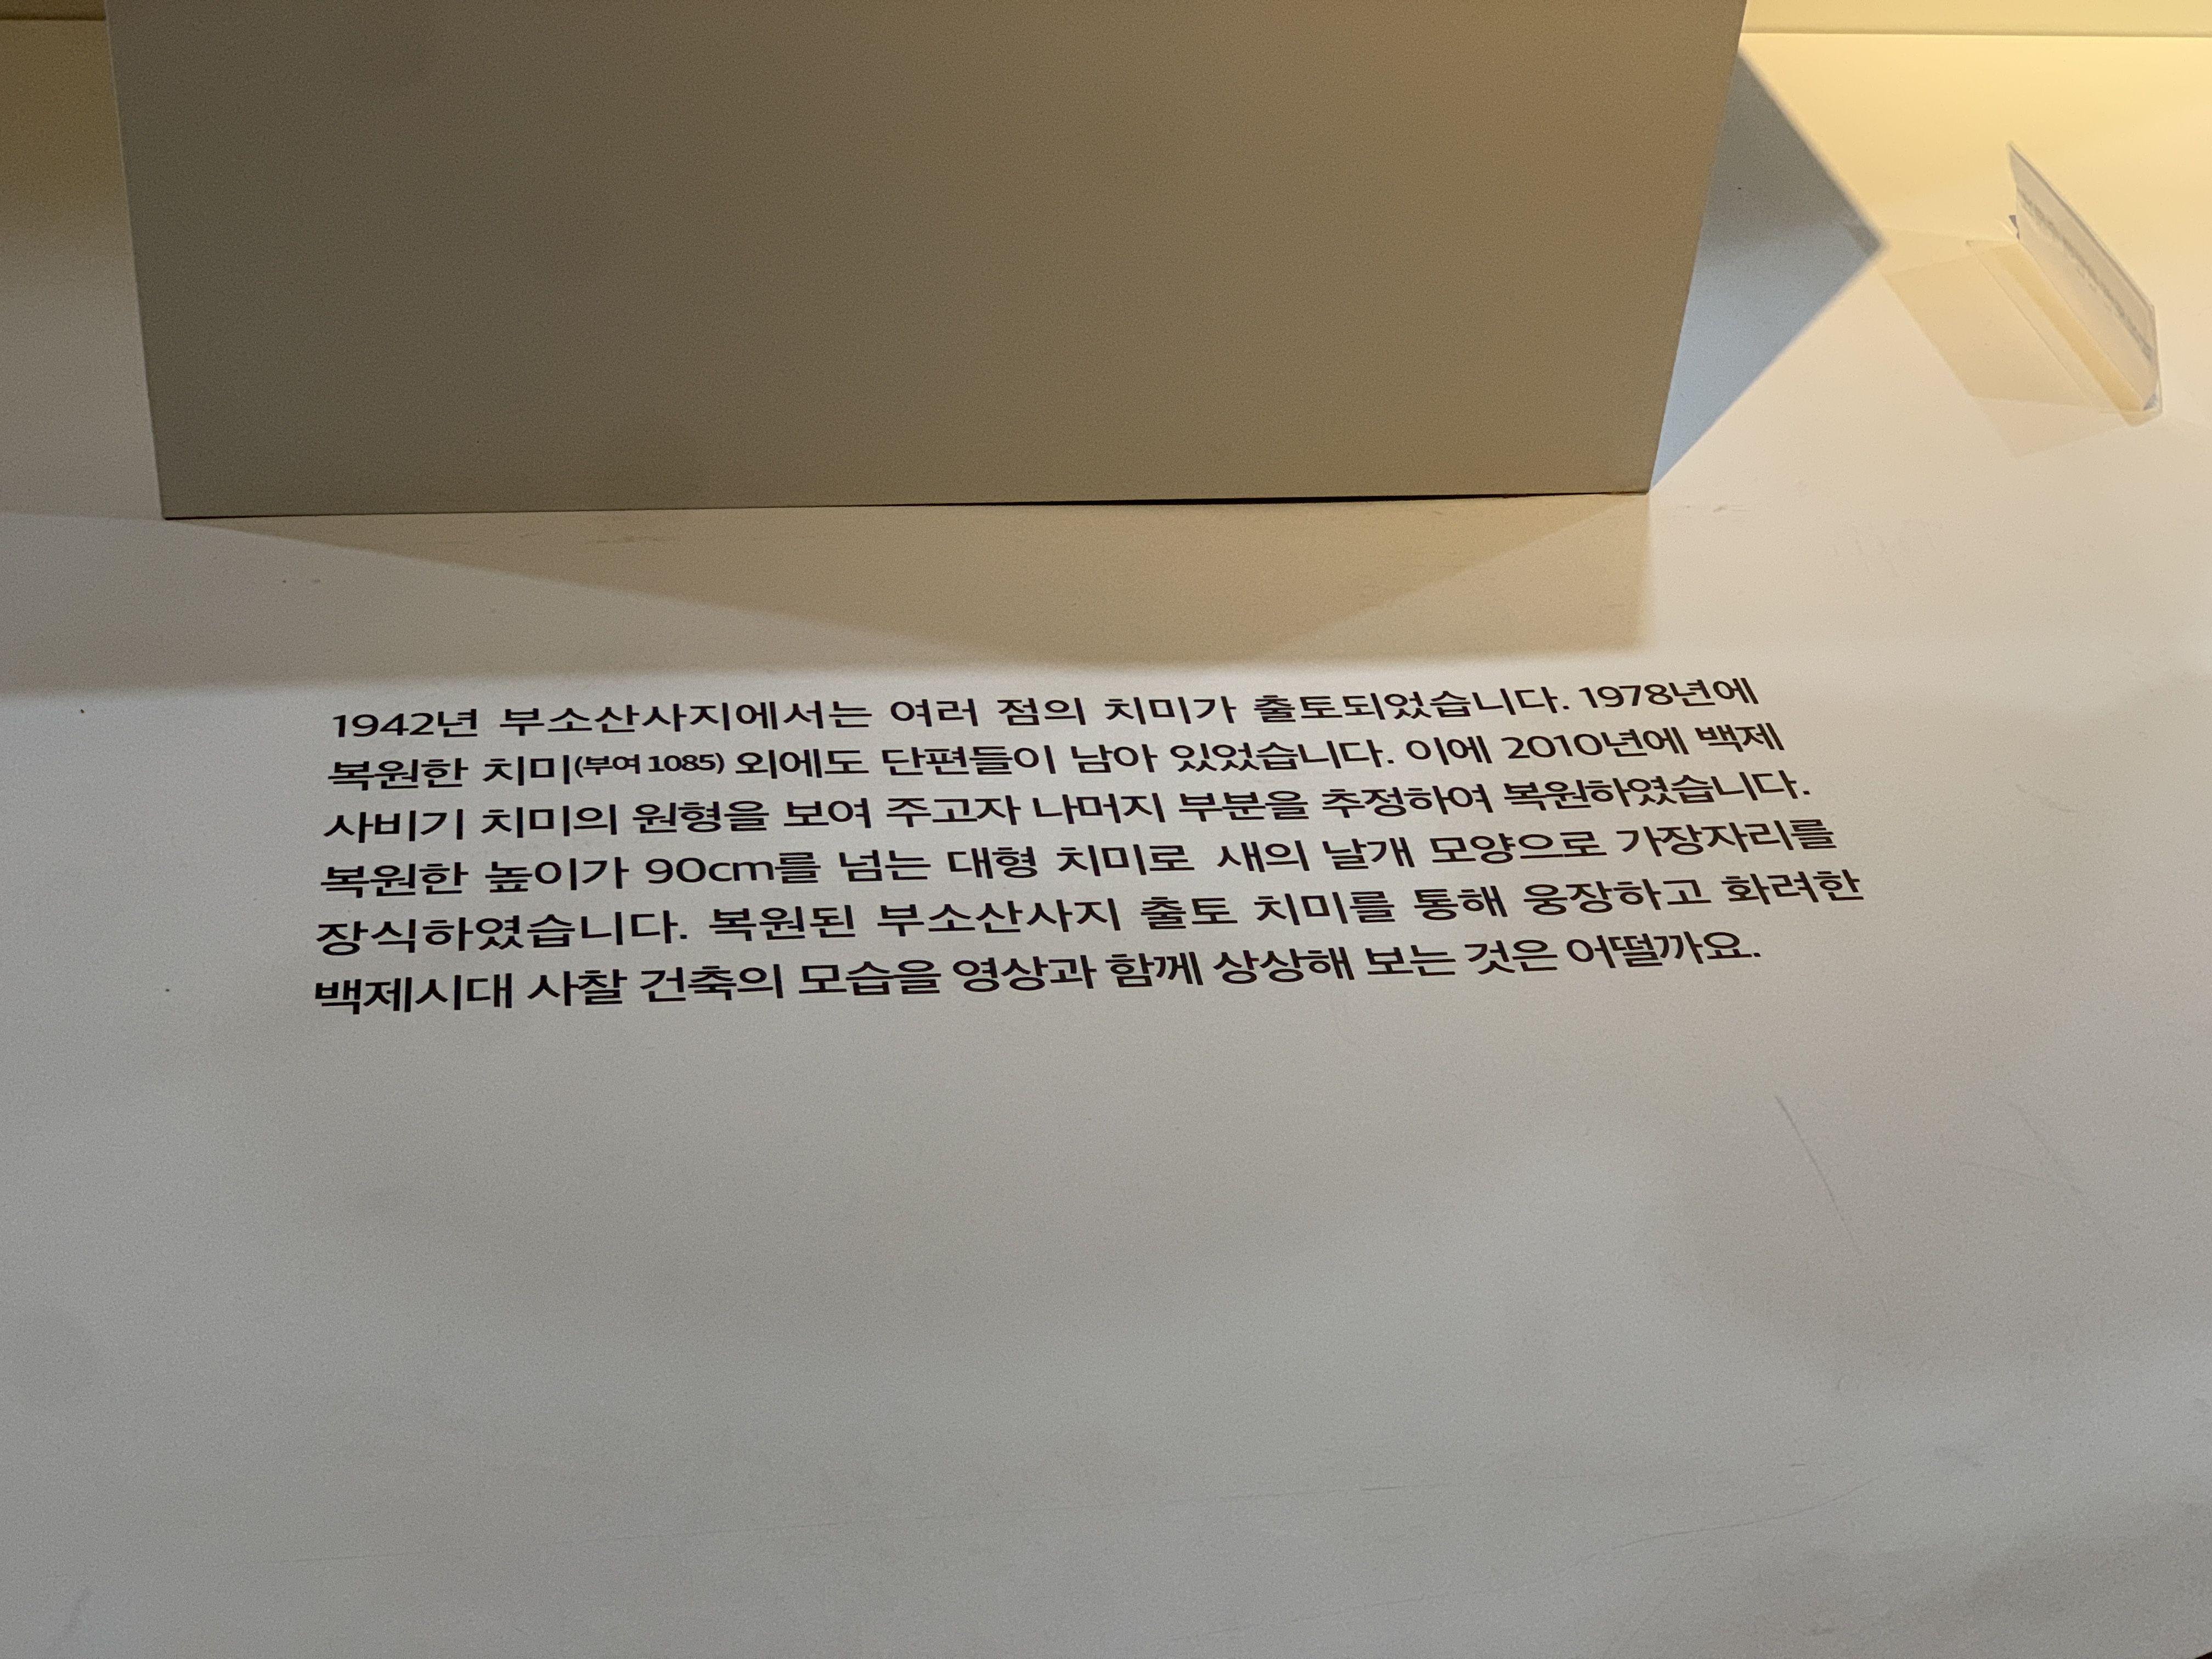 1942년 부소산사지에서는 여러 점의 치미가 출토되었습니다. 1978년에
복원한 치미(부여 1085) 외에도 단편들이 남아 있었습니다. 이에 2010년에 백제
사비기 치미의 원형을 보여 주고자 나머지 부분을 추정하여 복원하였습니다.
복원한 높이가 90cm를 넘는 대형 치미로 새의 날개 모양으로 가장자리를
장식하였습니다. 복원된 부소산사지 출토 치미를 통해 웅장하고 화려한
백제시대 사찰 건축의 모습을 영상과 함께 상상해 보는 것은 어떨까요.